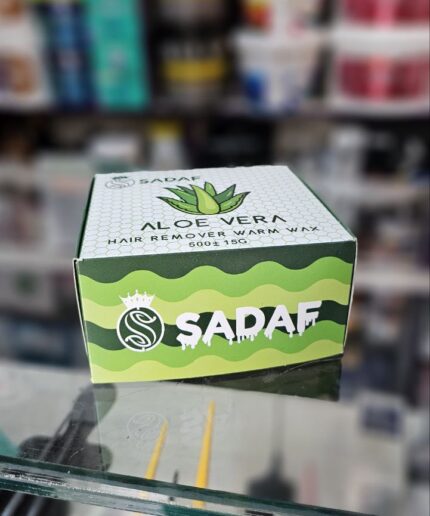 SADAF
ALOE VERA
HAIR REMOVER WARM WAX
500± 15G
S SADAF